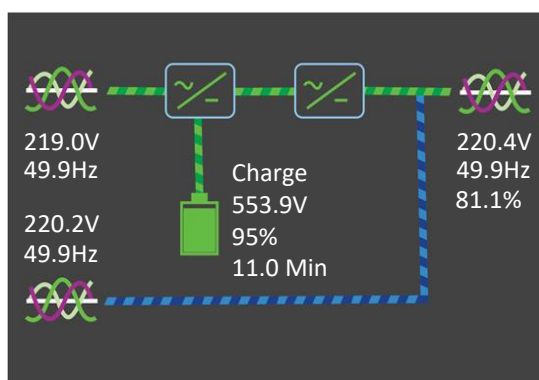 219.0V
49.9Hz
220.2V
49.9Hz
Charge
553.9V
95%
11.0 Min
220.4V
49.9Hz
81.1%